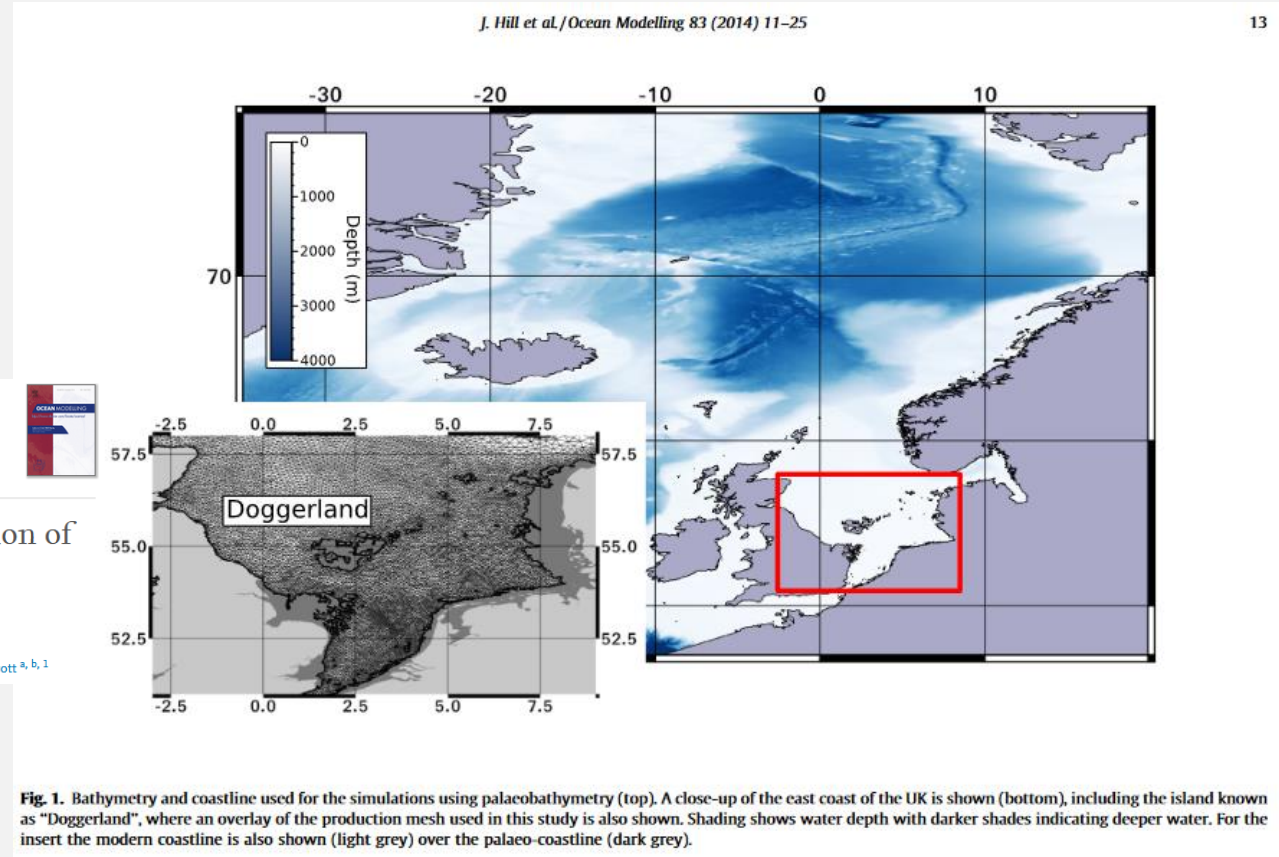 J. Hill et al. / Ocean Modelling 83 (2014) 11–25
13
-30 -20 -10 0 10
0
1000
2000
3000
4000
Depth (m)
70
OCEAN MODELLING
-2.5 0.0 2.5 5.0 7.5
57.5 57.5
Doggerland
on of
55.0 55.0
52.5 52.5
ott a, b, 1
-2.5 0.0 2.5 5.0 7.5
Fig. 1. Bathymetry and coastline used for the simulations using palaeobathymetry (top). A close-up of the east coast of the UK is shown (bottom), including the island known
as “Doggerland”, where an overlay of the production mesh used in this study is also shown. Shading shows water depth with darker shades indicating deeper water. For the
insert the modern coastline is also shown (light grey) over the palaeo-coastline (dark grey).